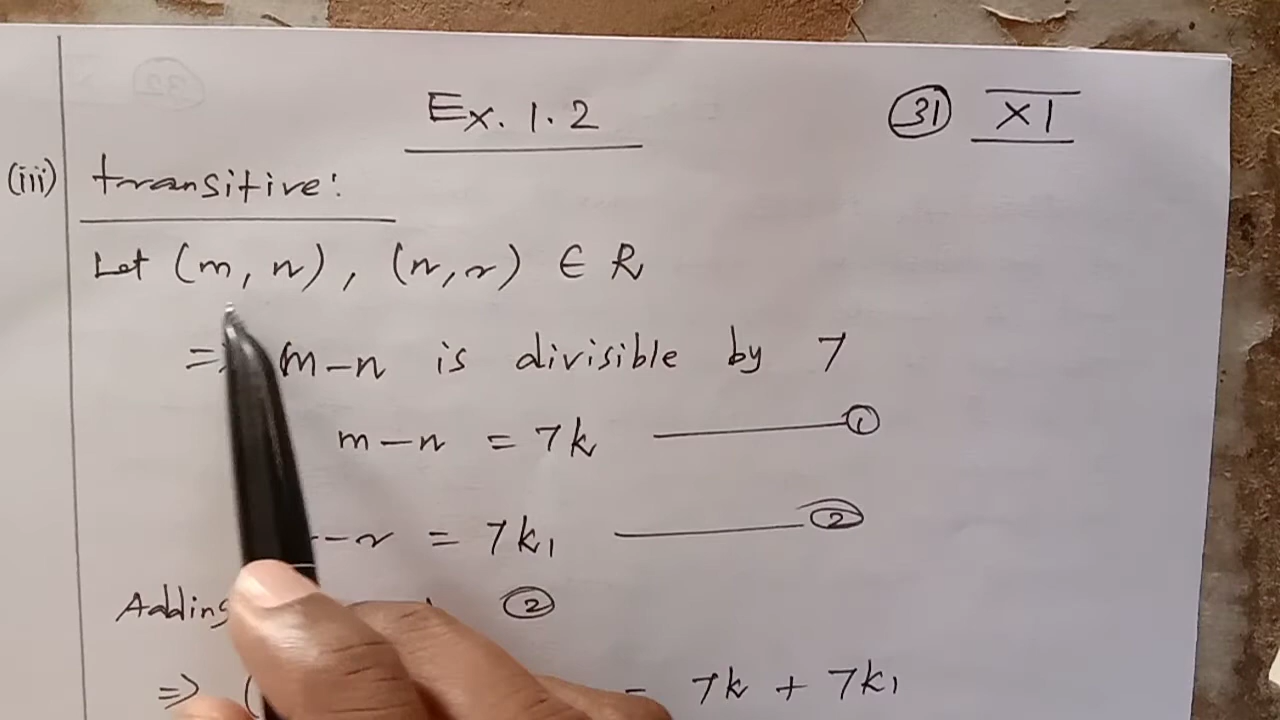 Ex. 1.2
31 XI
(iii) transitive:
Let (m, n), (n, r) ∈ R
m-n is divisible by 7
m-n = 7k ——— 1
-r = 7k₁ ——— 2
Adding 2
⇒ ( = 7k + 7k₁